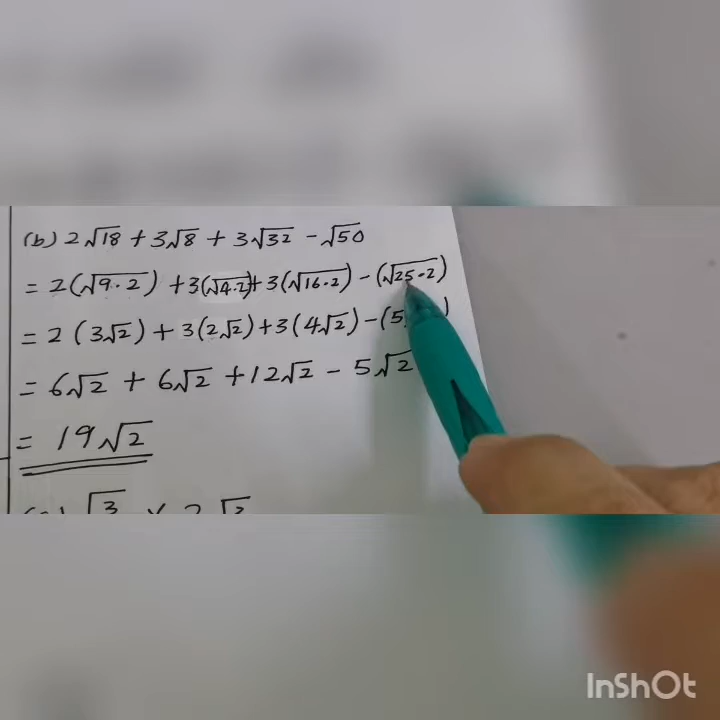 (b) 2√18 + 3√8 + 3√32 - √50
= 2(√9·2) + 3(√4·2) + 3(√16·2) - (√25·2)
= 2(3√2) + 3(2√2) + 3(4√2) - (5 )
= 6√2 + 6√2 + 12√2 - 5√2
= 19√2
InShOt